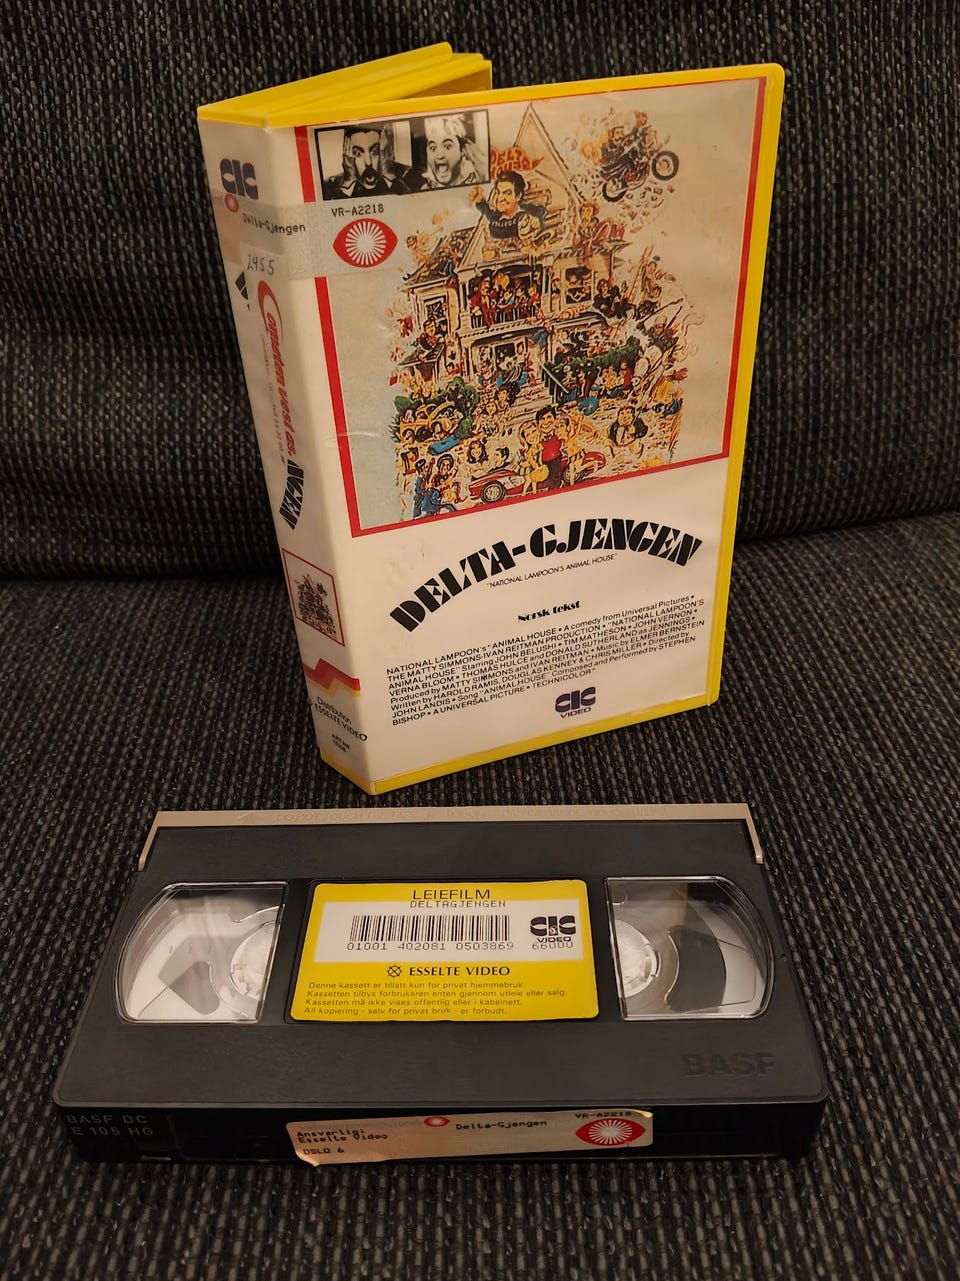 CIC
Delta-Gjengen
2455
VR-A2218
DELTA HOUSE
DELTA-GJENGEN
"NATIONAL LAMPOON'S ANIMAL HOUSE"
Norsk tekst
NATIONAL LAMPOON's "ANIMAL HOUSE" • A comedy from Universal Pictures •
THE MATTY SIMMONS-IVAN REITMAN PRODUCTION • "NATIONAL LAMPOON'S
ANIMAL HOUSE" Starring JOHN BELUSHI • TIM MATHESON • JOHN VERNON •
VERNA BLOOM • THOMAS HULCE and DONALD SUTHERLAND as JENNINGS •
Produced by MATTY SIMMONS and IVAN REITMAN • Music by ELMER BERNSTEIN
Written by HAROLD RAMIS, DOUGLAS KENNEY & CHRIS MILLER • Directed by
JOHN LANDIS • Song "ANIMAL HOUSE" Composed and Performed by STEPHEN
BISHOP • A UNIVERSAL PICTURE • TECHNICOLOR
CIC
VIDEO
Distribution
ESSELTE VIDEO
DO NOT TOUCH
LEIEFILM
DELTAGJENGEN
01001 402081 0503869
CIC
VIDEO
66000
ESSELTE VIDEO
Denne kassett er tillatt kun for privat hjemmebruk.
Kassetten tilbys forbrukeren enten gjennom utleie eller salg.
Kassetten må ikke vises offentlig eller i kabelnett.
All kopiering - selv for privat bruk - er forbudt.
BASF
BASF DC
E 105 HG
Ansvarlig:
Esselte Video
OSLO 6
Delta-Gjengen
VR-A2218